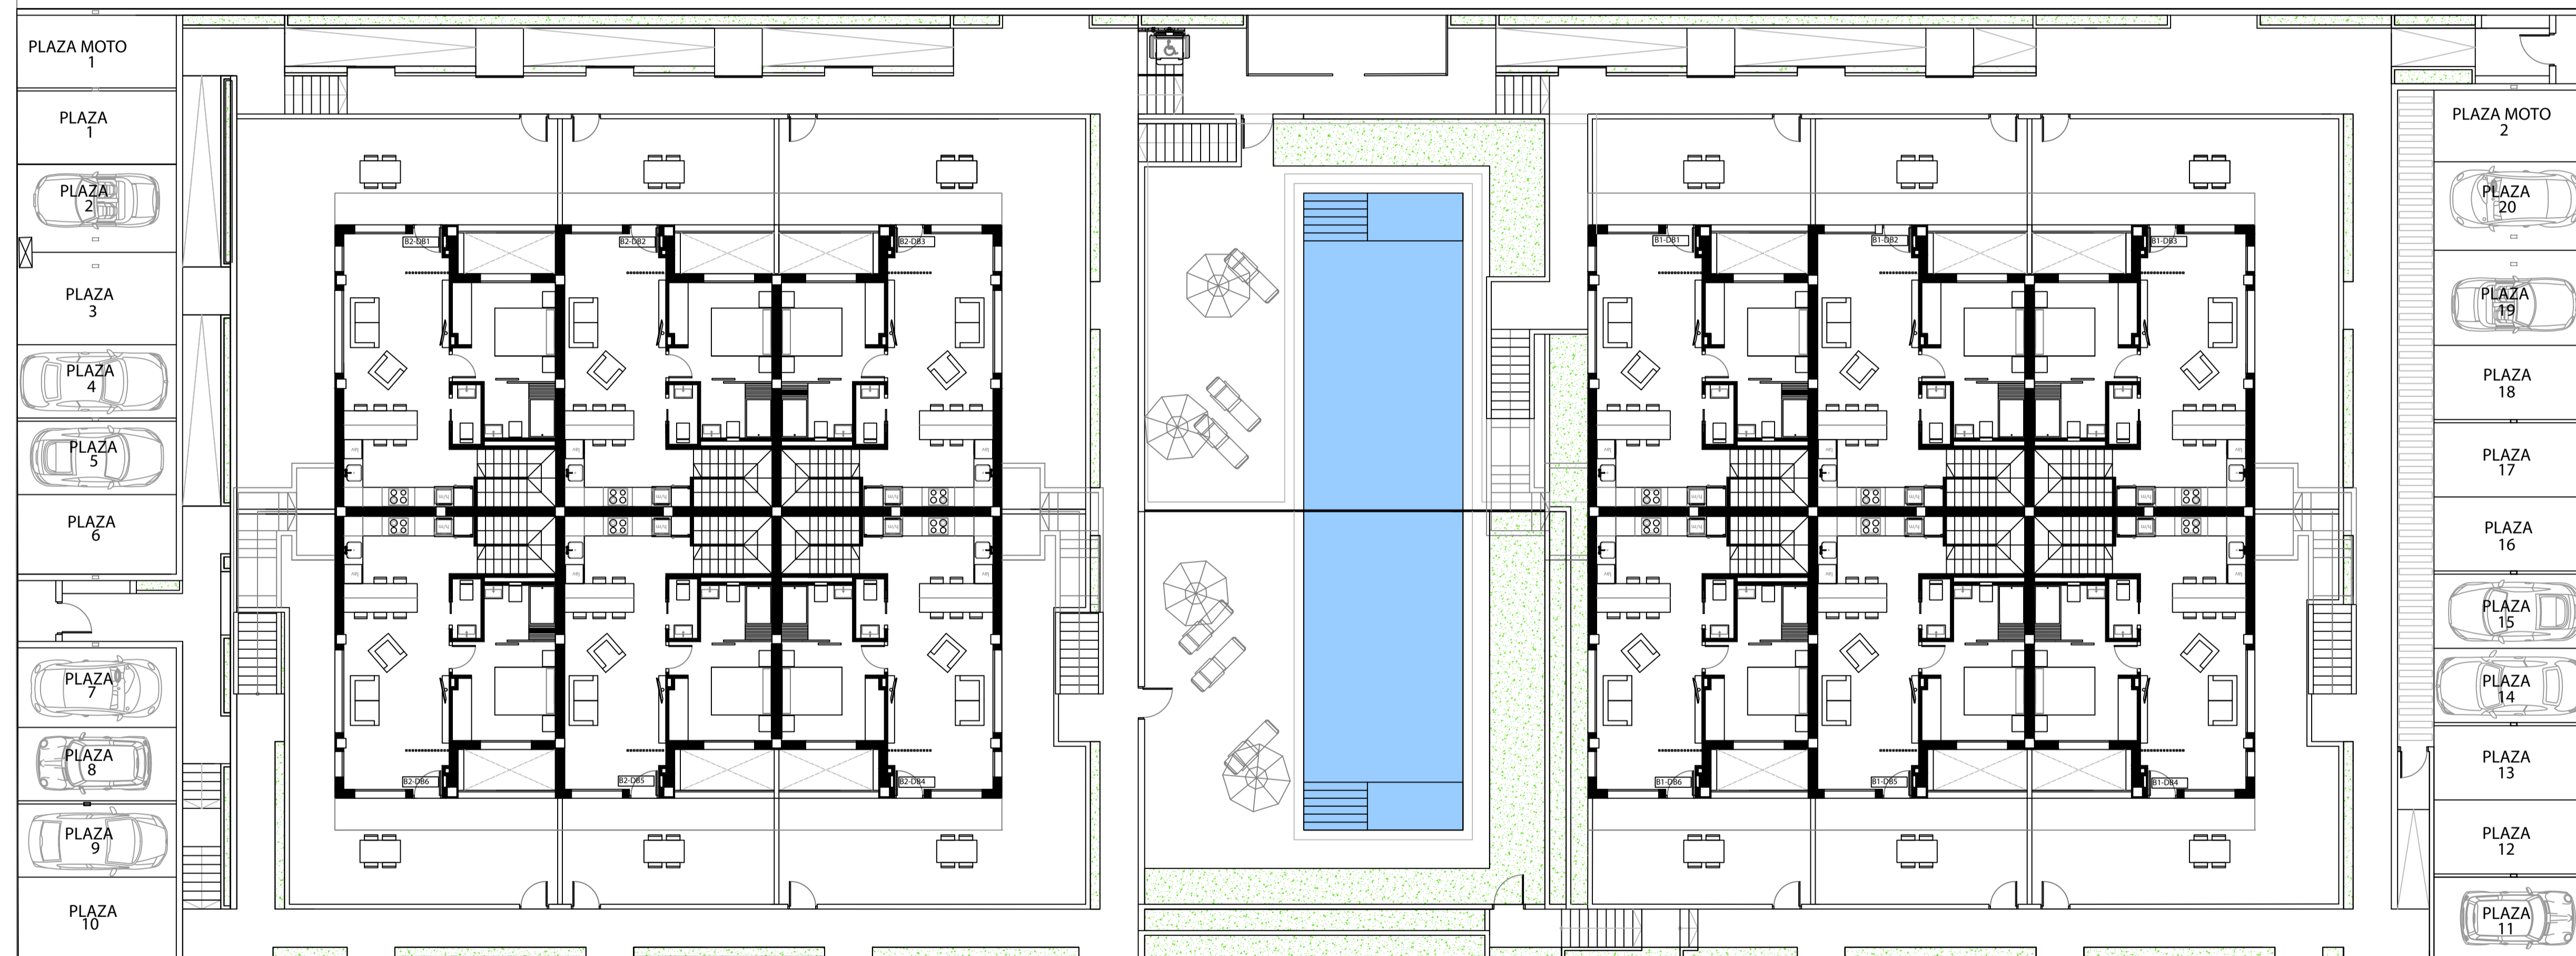 PLAZA MOTO
1
PLAZA
1
PLAZA
2
PLAZA
3
PLAZA
4
PLAZA
5
PLAZA
6
PLAZA
7
PLAZA
8
PLAZA
9
PLAZA
10
B2-DB1
B2-DB2
B2-DB3
B2-DB6
B2-DB5
B2-DB4
B1-DB1
B1-DB2
B1-DB3
B1-DB6
B1-DB5
B1-DB4
PLAZA MOTO
2
PLAZA
20
PLAZA
19
PLAZA
18
PLAZA
17
PLAZA
16
PLAZA
15
PLAZA
14
PLAZA
13
PLAZA
12
PLAZA
11